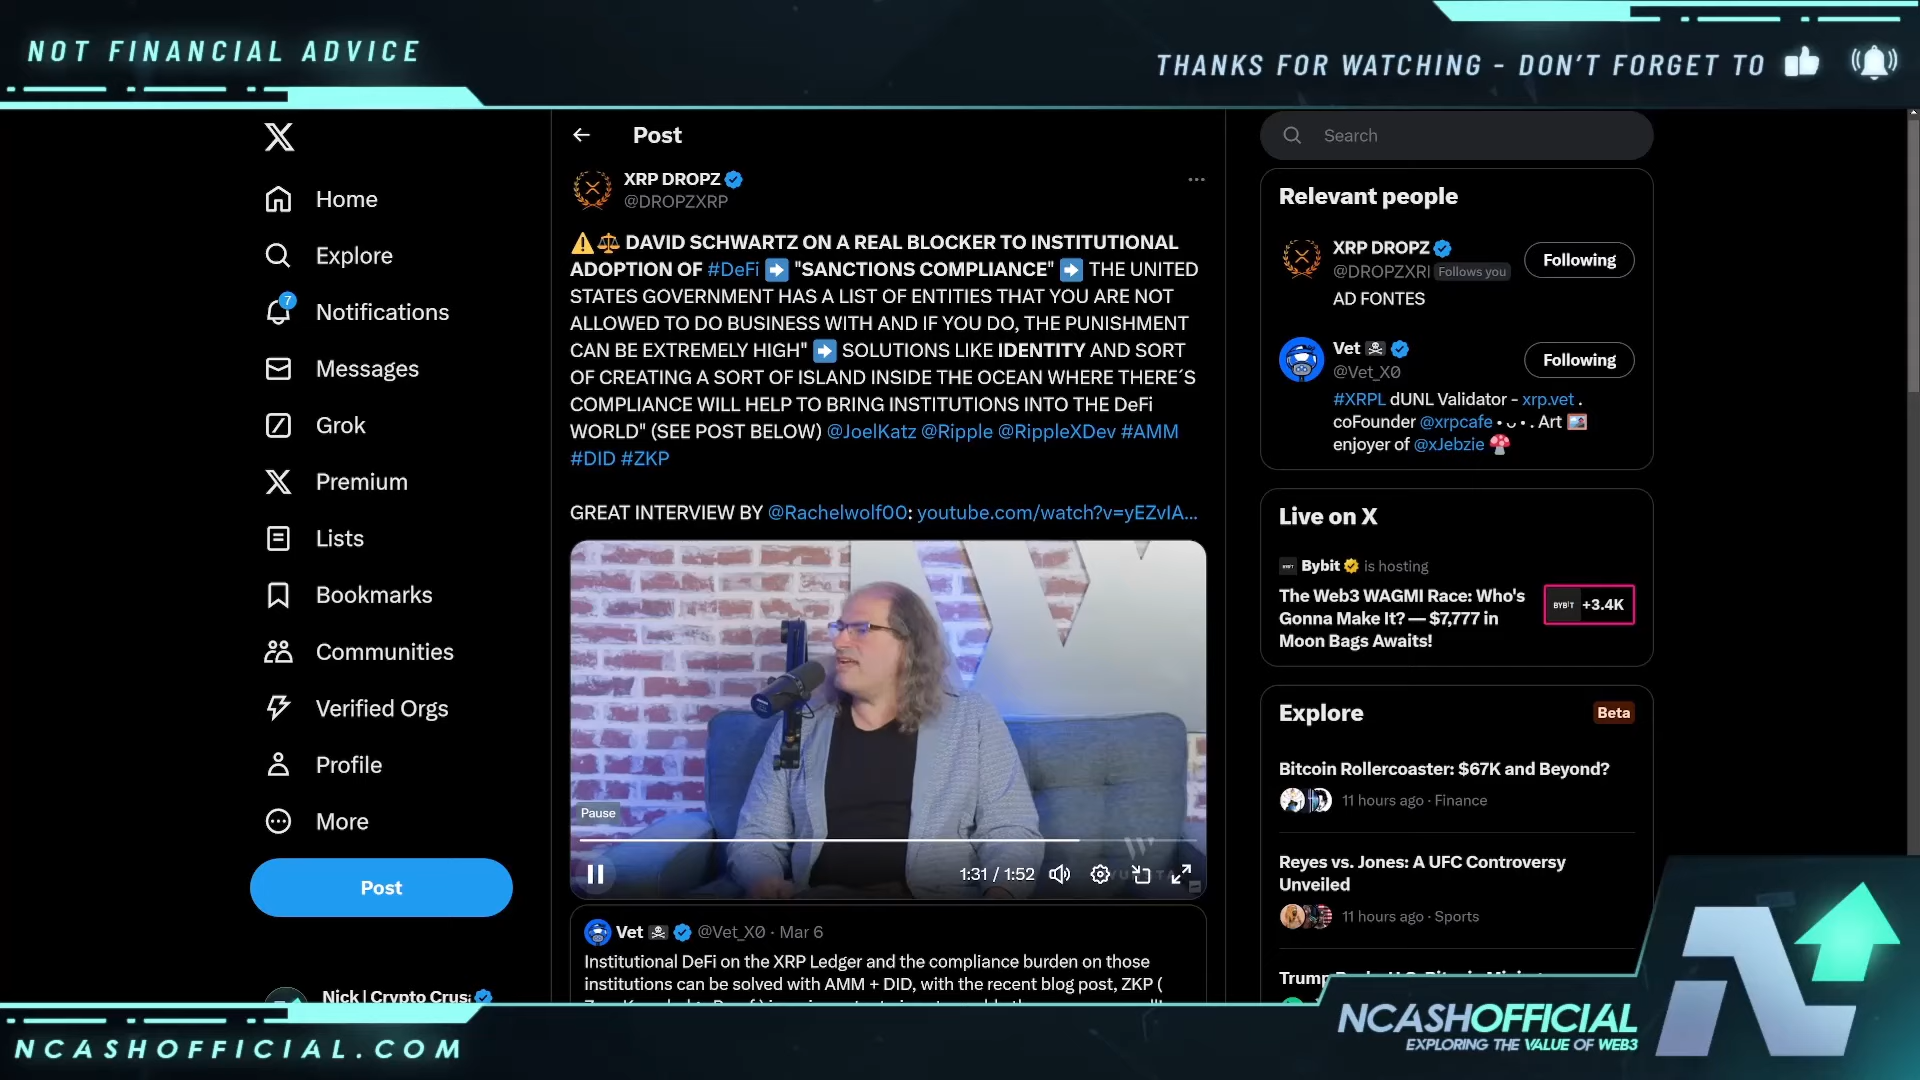 NOT FINANCIAL ADVICE
THANKS FOR WATCHING - DON'T FORGET TO
Home
Explore
7
Notifications
Messages
Grok
Premium
Lists
Bookmarks
Communities
Verified Orgs
Profile
More
Post
Nick | Crypto Crus
Post
XRP DROPZ
@DROPZXRP
DAVID SCHWARTZ ON A REAL BLOCKER TO INSTITUTIONAL
ADOPTION OF #DeFi ➡️ "SANCTIONS COMPLIANCE" ➡️ THE UNITED
STATES GOVERNMENT HAS A LIST OF ENTITIES THAT YOU ARE NOT
ALLOWED TO DO BUSINESS WITH AND IF YOU DO, THE PUNISHMENT
CAN BE EXTREMELY HIGH" ➡️ SOLUTIONS LIKE IDENTITY AND SORT
OF CREATING A SORT OF ISLAND INSIDE THE OCEAN WHERE THERE´S
COMPLIANCE WILL HELP TO BRING INSTITUTIONS INTO THE DeFi
WORLD" (SEE POST BELOW) @JoelKatz @Ripple @RippleXDev #AMM
#DID #ZKP
GREAT INTERVIEW BY @Rachelwolf00: youtube.com/watch?v=yEZvIA...
Pause
1:31 / 1:52
Vet @Vet_X0 · Mar 6
Institutional DeFi on the XRP Ledger and the compliance burden on those
institutions can be solved with AMM + DID, with the recent blog post, ZKP (
Search
Relevant people
XRP DROPZ
@DROPZXRI Follows you
Following
AD FONTES
Vet
@Vet_X0
Following
#XRPL dUNL Validator - xrp.vet .
coFounder @xrpcafe • ᴗ • . Art
enjoyer of @xJebzie
Live on X
Bybit is hosting
The Web3 WAGMI Race: Who's
Gonna Make It? — $7,777 in
Moon Bags Awaits!
BYBIT +3.4K
Explore
Beta
Bitcoin Rollercoaster: $67K and Beyond?
11 hours ago · Finance
Reyes vs. Jones: A UFC Controversy
Unveiled
11 hours ago · Sports
NCASHOFFICIAL.COM
NCASHOFFICIAL
EXPLORING THE VALUE OF WEB3